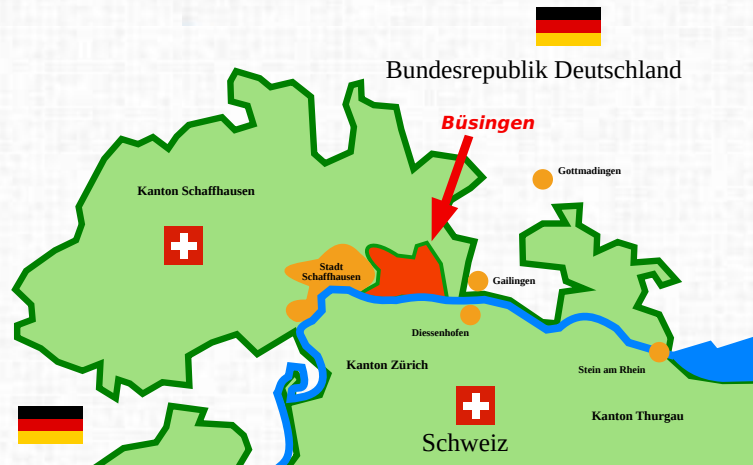 Bundesrepublik Deutschland
Büsingen
Gottmadingen
Kanton Schaffhausen
Stadt
Schaffhausen
Gailingen
Diessenhofen
Kanton Zürich
Stein am Rhein
Kanton Thurgau
Schweiz